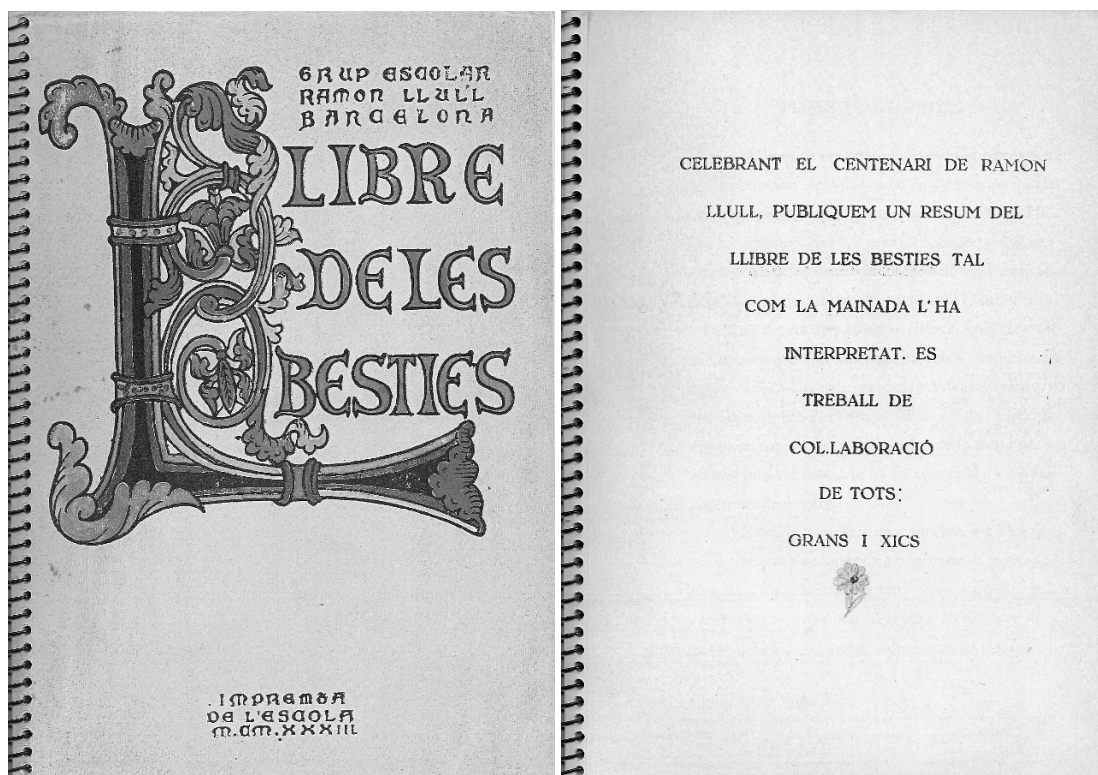 GRUP ESCOLAR
RAMON LLULL
BARCELONA
LLIBRE
DE LES
BESTIES
IMPREMTA
DE L'ESCOLA
M.CM.XXXIII
CELEBRANT EL CENTENARI DE RAMON
LLULL, PUBLIQUEM UN RESUM DEL
LLIBRE DE LES BESTIES TAL
COM LA MAINADA L'HA
INTERPRETAT. ES
TREBALL DE
COL.LABORACIÓ
DE TOTS:
GRANS I XICS